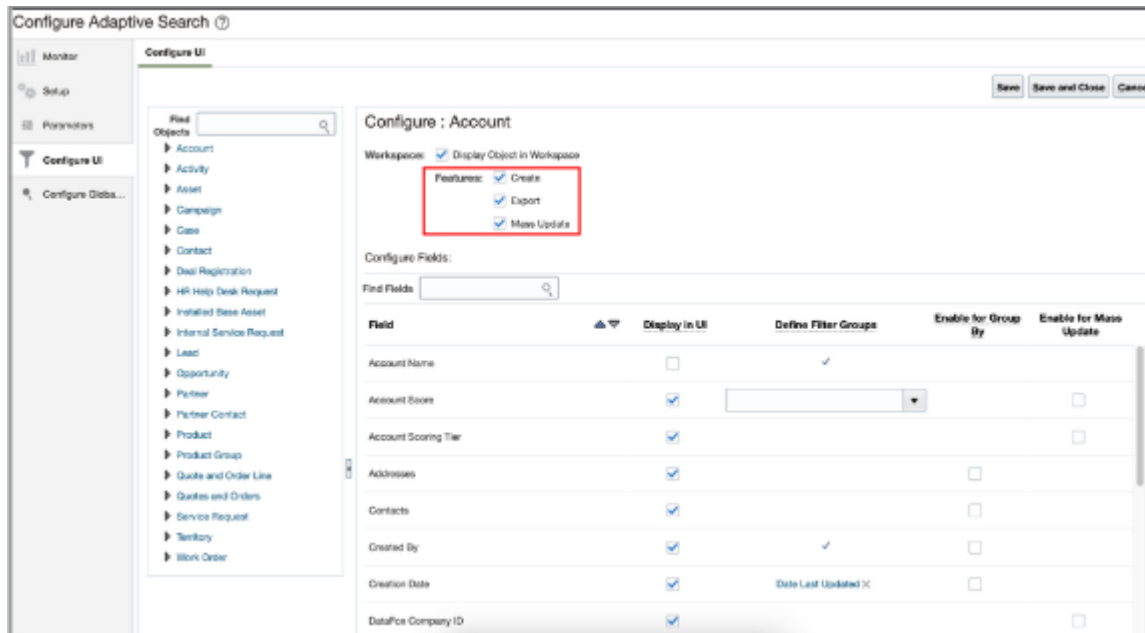 Configure Adaptive Search
Monitor
Setup
Parameters
Configure UI
Configure Globa...
Configure UI
Save
Save and Close
Cance
Find Objects
Account
Activity
Asset
Campaign
Case
Contact
Deal Registration
HR Help Desk Request
Installed Base Asset
Internal Service Request
Lead
Opportunity
Partner
Partner Contact
Product
Product Group
Quote and Order Line
Quotes and Orders
Service Request
Territory
Work Order
Configure : Account
Workspace: Display Object in Workspace
Features: Create
Export
Mass Update
Configure Fields:
Find Fields
Field Display in UI Define Filter Groups Enable for Group By Enable for Mass Update
Account Name
Account Score
Account Scoring Tier
Addresses
Contacts
Created By
Creation Date Date Last Updated
DataFox Company ID